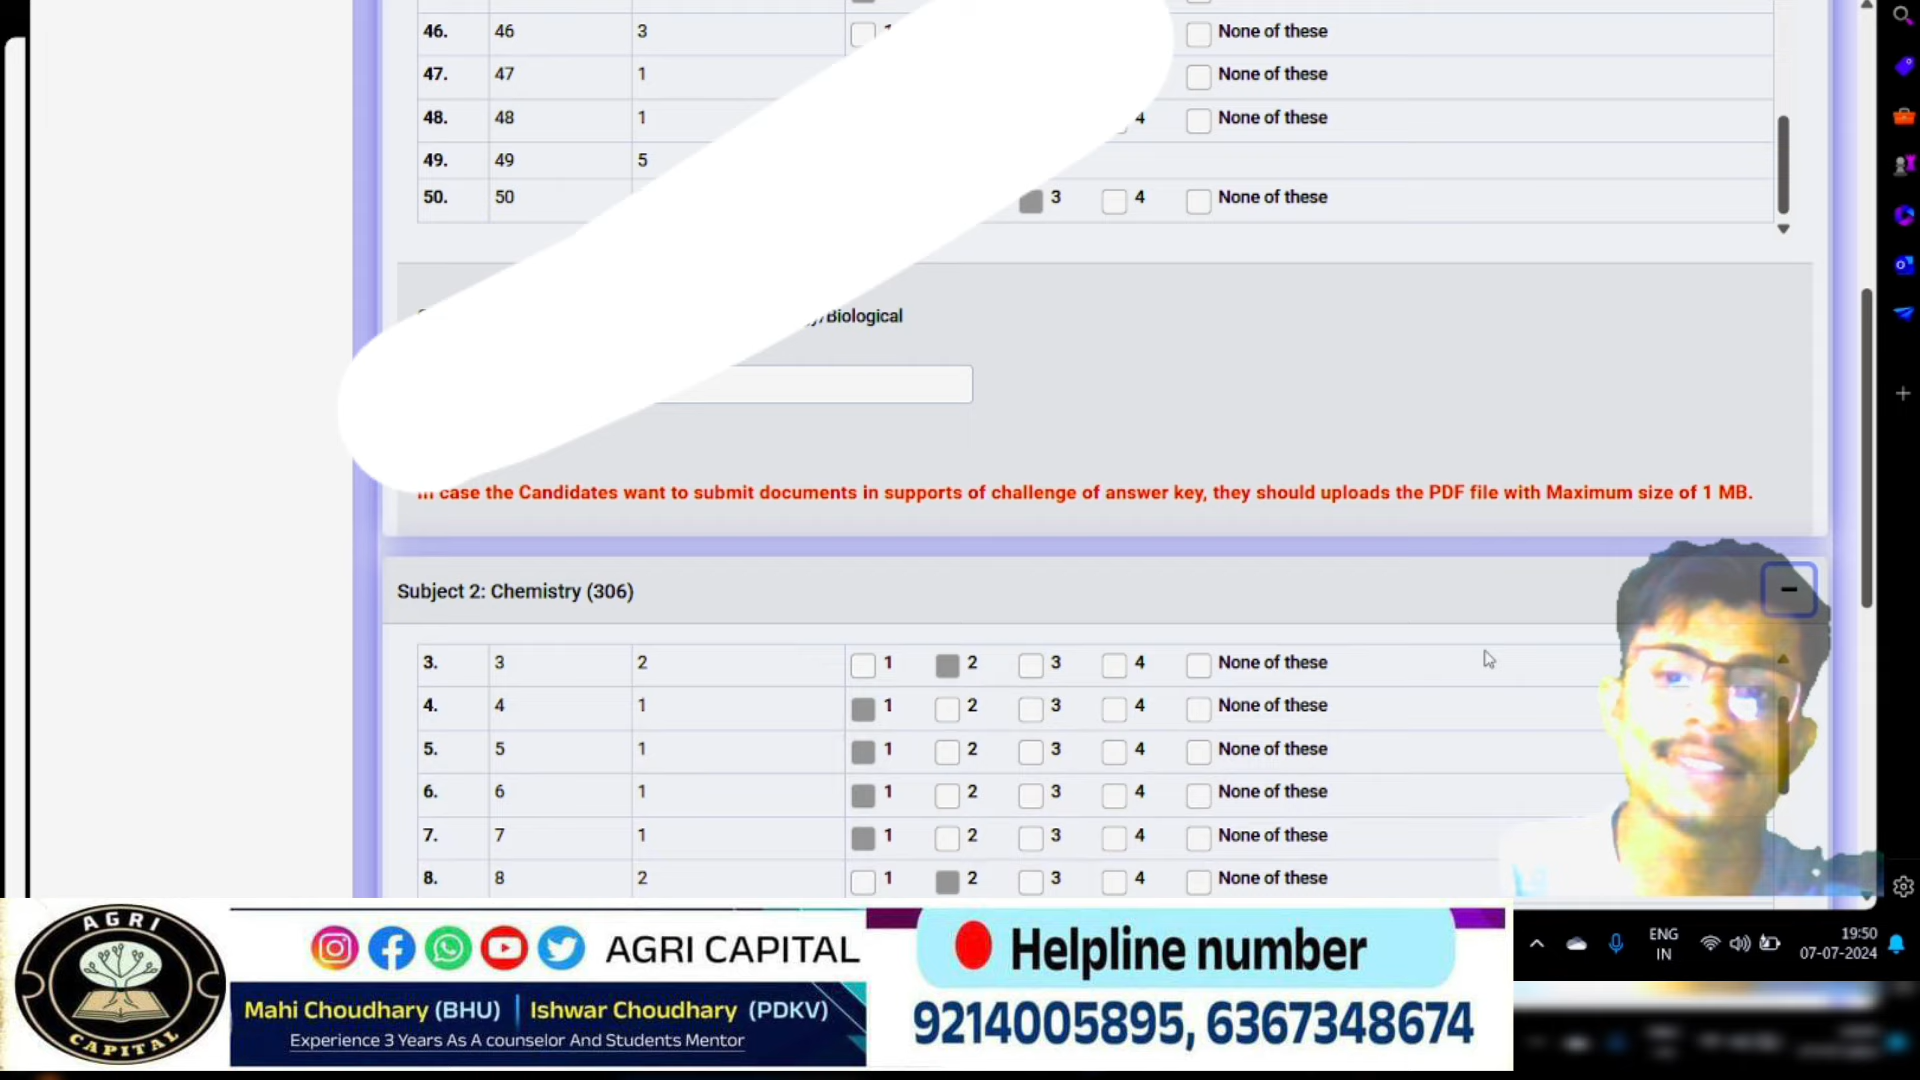 46. 46 3 None of these
47. 47 1 None of these
48. 48 1 4 None of these
49. 49 5
50. 50 3 4 None of these
/Biological
In case the Candidates want to submit documents in supports of challenge of answer key, they should uploads the PDF file with Maximum size of 1 MB.
Subject 2: Chemistry (306)
3. 3 2 1 2 3 4 None of these
4. 4 1 1 2 3 4 None of these
5. 5 1 1 2 3 4 None of these
6. 6 1 1 2 3 4 None of these
7. 7 1 1 2 3 4 None of these
8. 8 2 1 2 3 4 None of these
AGRI CAPITAL
AGRI CAPITAL
Mahi Choudhary (BHU) | Ishwar Choudhary (PDKV)
Experience 3 Years As A counselor And Students Mentor
Helpline number
9214005895, 6367348674
ENG
IN
19:50
07-07-2024